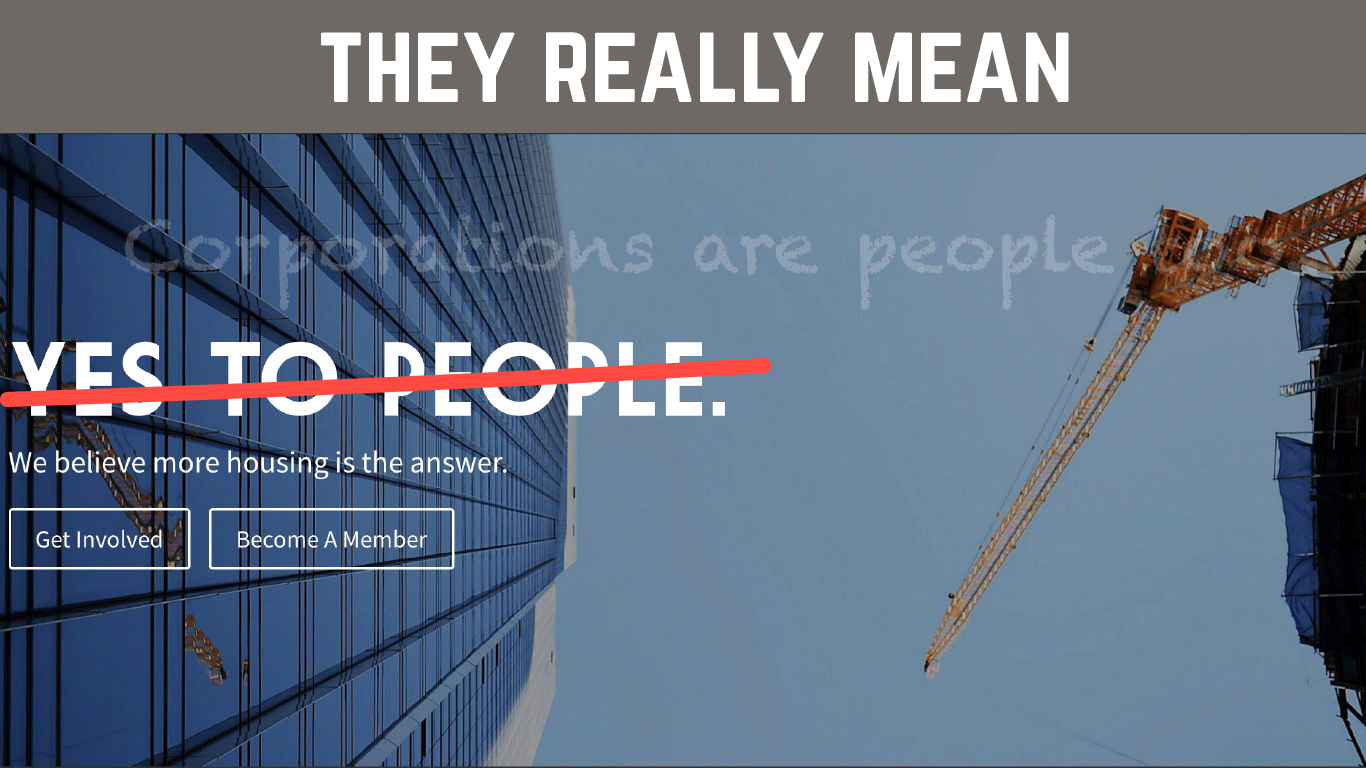 THEY REALLY MEAN
Corporations are people
YES TO PEOPLE.
We believe more housing is the answer.
Get Involved
Become A Member